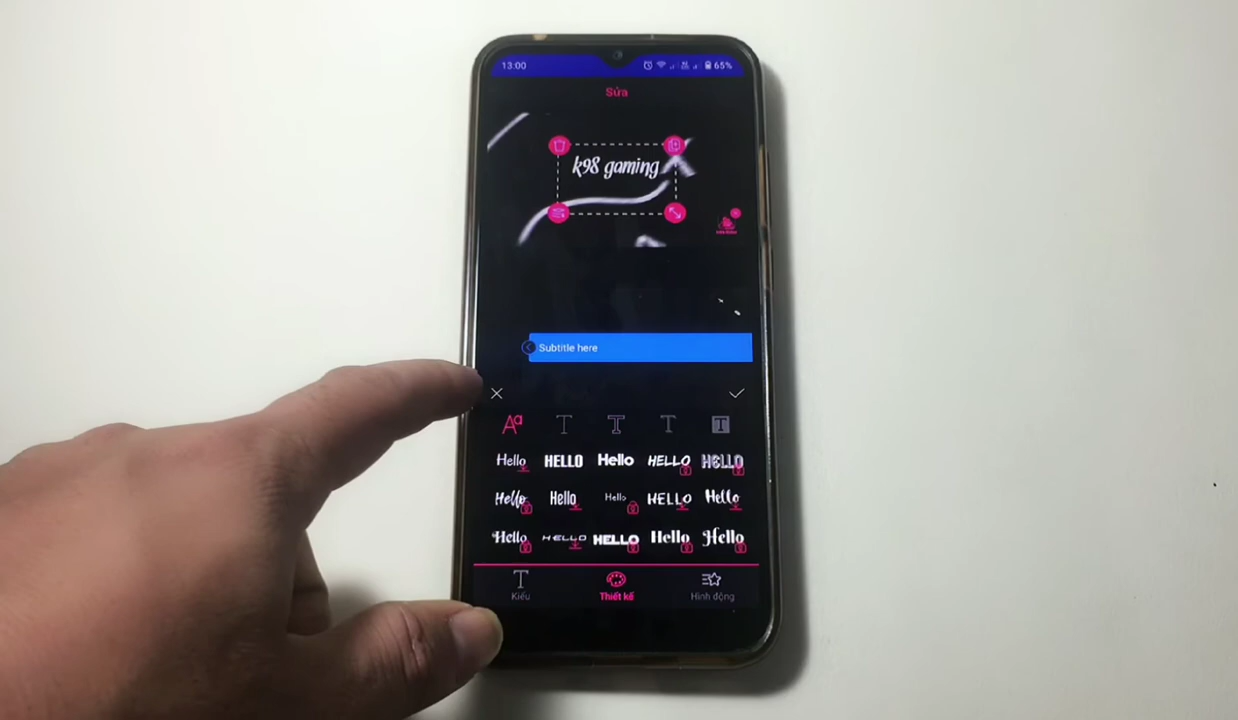 13:00 65%
Sửa
k98 gaming
Subtitle here
Aa T T T T
Hello HELLO Hello HELLO HELLO
Hello Hello Hello HELLO Hello
Hello HELLO HELLO Hello Hello
Kiểu Thiết kế Hình động